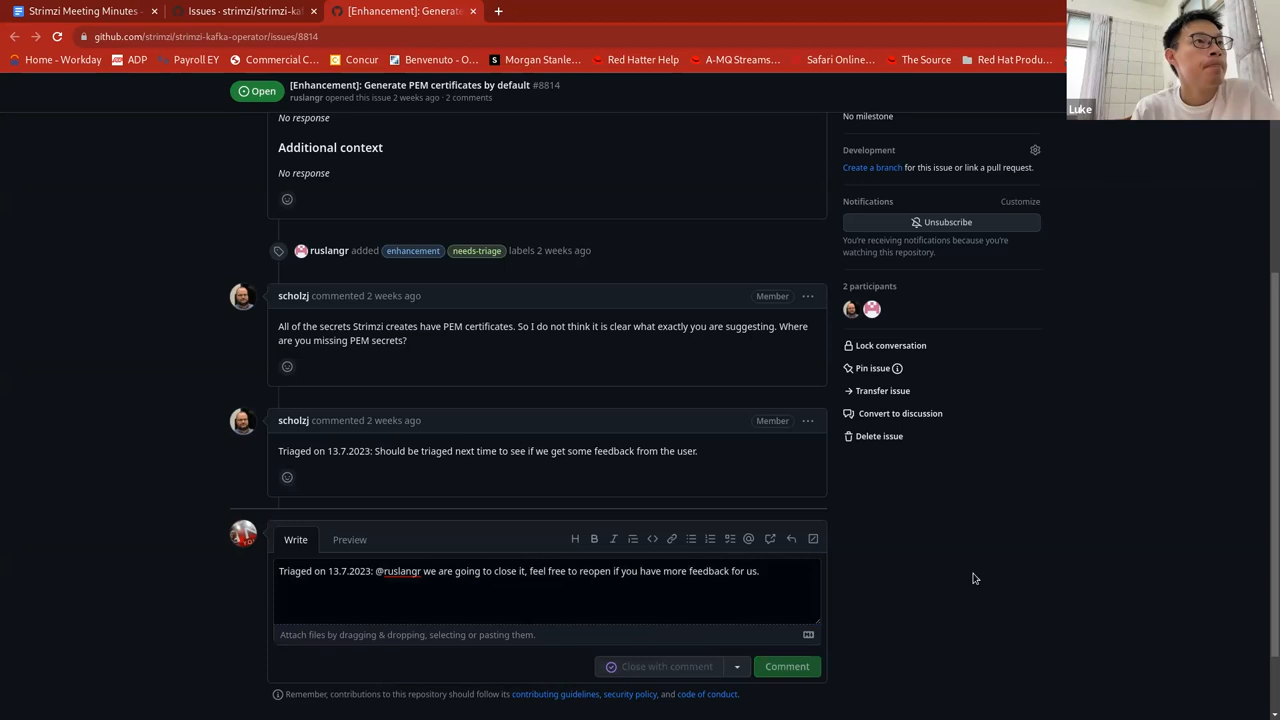 Strimzi Meeting Minutes -
Issues · strimzi/strimzi-kaf
[Enhancement]: Generate
github.com/strimzi/strimzi-kafka-operator/issues/8814
Home - Workday
ADP
Payroll EY
Commercial C...
Concur
Benvenuto - O...
Morgan Stanle...
Red Hatter Help
A-MQ Streams...
Safari Online...
The Source
Red Hat Produ...
Luke
Open
[Enhancement]: Generate PEM certificates by default #8814
ruslangr opened this issue 2 weeks ago · 2 comments
No response
Additional context
No response
ruslangr added enhancement needs-triage labels 2 weeks ago
scholzj commented 2 weeks ago
Member
All of the secrets Strimzi creates have PEM certificates. So I do not think it is clear what exactly you are suggesting. Where
are you missing PEM secrets?
scholzj commented 2 weeks ago
Member
Triaged on 13.7.2023: Should be triaged next time to see if we get some feedback from the user.
Write
Preview
Triaged on 13.7.2023: @ruslangr we are going to close it, feel free to reopen if you have more feedback for us.
Attach files by dragging & dropping, selecting or pasting them.
Close with comment
Comment
Remember, contributions to this repository should follow its contributing guidelines, security policy, and code of conduct.
No milestone
Development
Create a branch for this issue or link a pull request.
Notifications
Customize
Unsubscribe
You're receiving notifications because you're
watching this repository.
2 participants
Lock conversation
Pin issue
Transfer issue
Convert to discussion
Delete issue